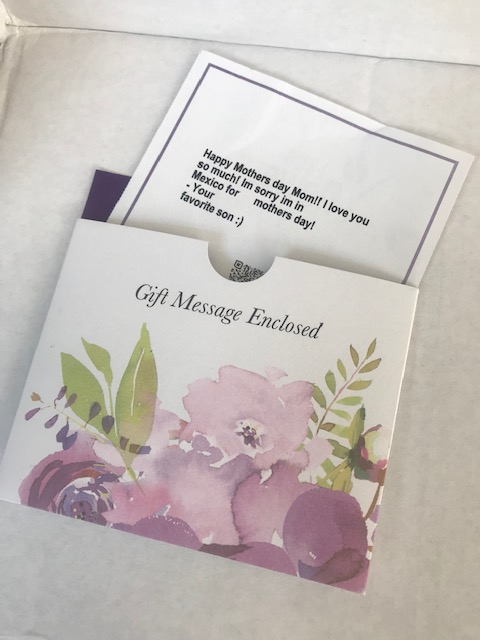 Happy Mothers day Mom!! I love you
so much! Im sorry im in
Mexico for mothers day!
- Your
favorite son :)
Gift Message Enclosed